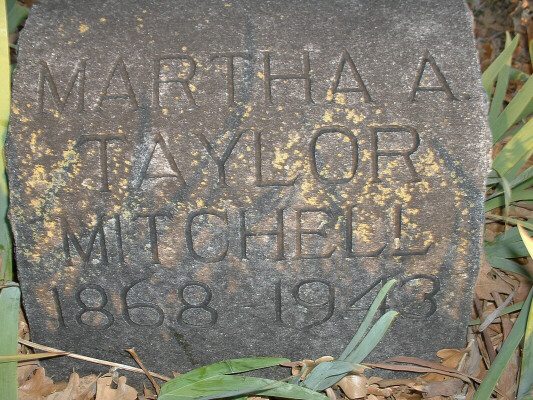 MARTHA A.
TAYLOR
MITCHELL
1868 - 1943